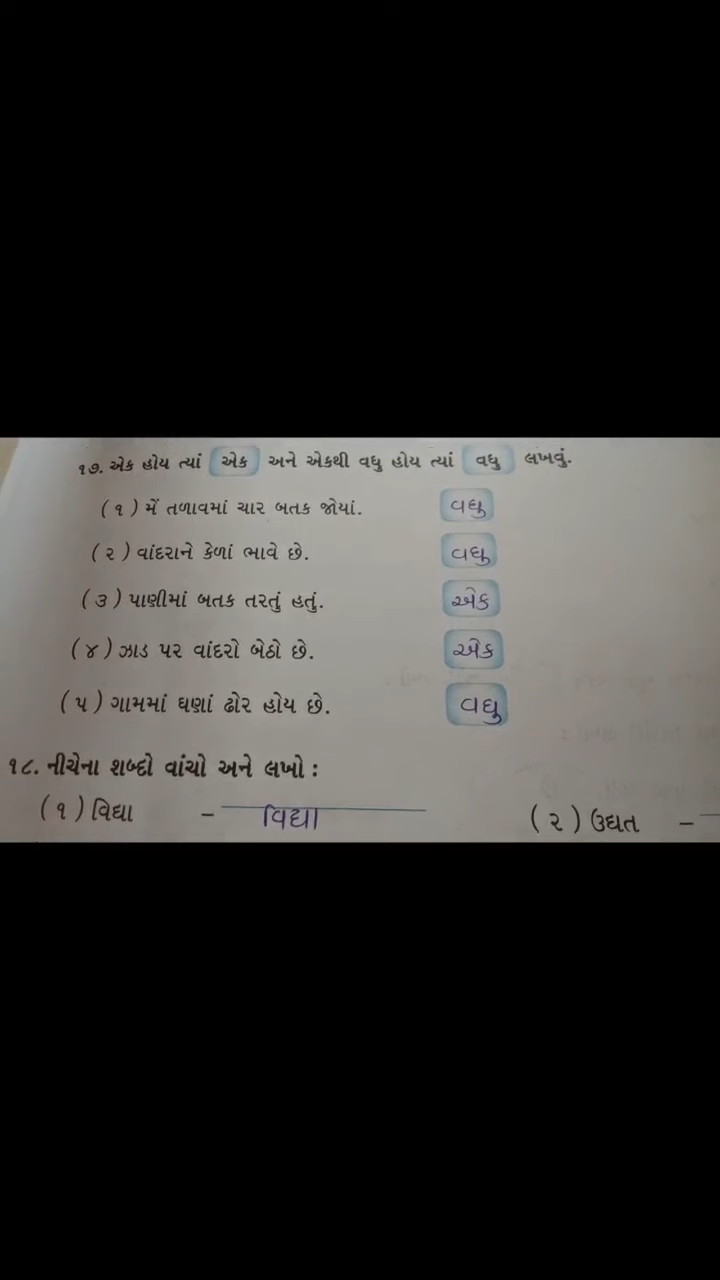 ૧૭. એક હોય ત્યાં એક અને એકથી વધુ હોય ત્યાં વધુ લખવું.
(૧) મેં તળાવમાં ચાર બતક જોયાં. વધુ
(૨) વાંદરાને કેળાં ભાવે છે. વધુ
(૩) પાણીમાં બતક તરતું હતું. એક
(૪) ઝાડ પર વાંદરો બેઠો છે. એક
(૫) ગામમાં ઘણાં ઢોર હોય છે. વધુ
૧૮. નીચેના શબ્દો વાંચો અને લખો :
(૧) વિદ્યા – વિદ્યા (૨) ઉદ્યત –